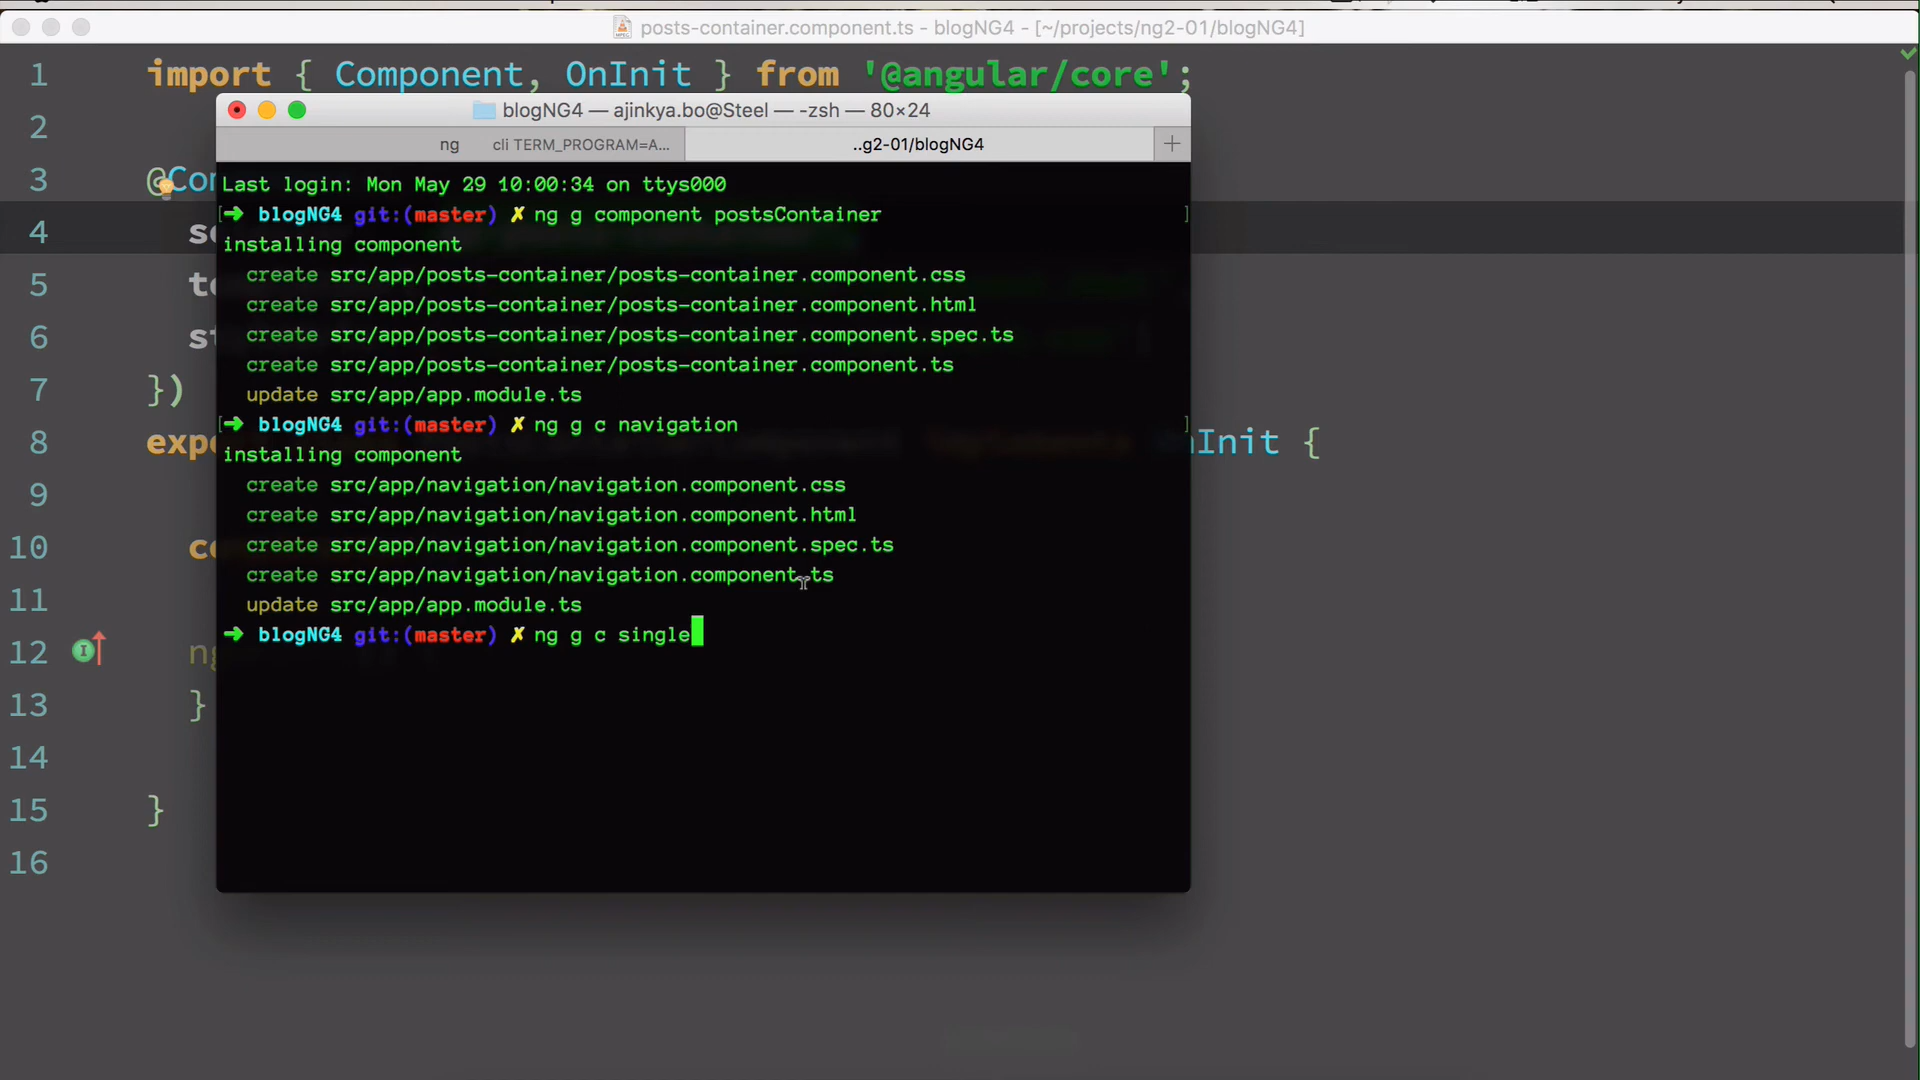 posts-container.component.ts - blogNG4 - [~/projects/ng2-01/blogNG4]
1 import { Component, OnInit } from '@angular/core';
2
blogNG4 — ajinkya.bo@Steel — -zsh — 80×24
ng cli TERM_PROGRAM=A... ..g2-01/blogNG4 +
3 @Co
Last login: Mon May 29 10:00:34 on ttys000
[➜ blogNG4 git:(master) ✗ ng g component postsContainer ]
4 s
installing component
create src/app/posts-container/posts-container.component.css
5 t
create src/app/posts-container/posts-container.component.html
create src/app/posts-container/posts-container.component.spec.ts
6 st
create src/app/posts-container/posts-container.component.ts
7 })
update src/app/app.module.ts
[➜ blogNG4 git:(master) ✗ ng g c navigation ]
8 exp nInit {
installing component
create src/app/navigation/navigation.component.css
9
create src/app/navigation/navigation.component.html
create src/app/navigation/navigation.component.spec.ts
10 co
create src/app/navigation/navigation.component.ts
11
update src/app/app.module.ts
➜ blogNG4 git:(master) ✗ ng g c single
12 ng
13 }
14
15 }
16